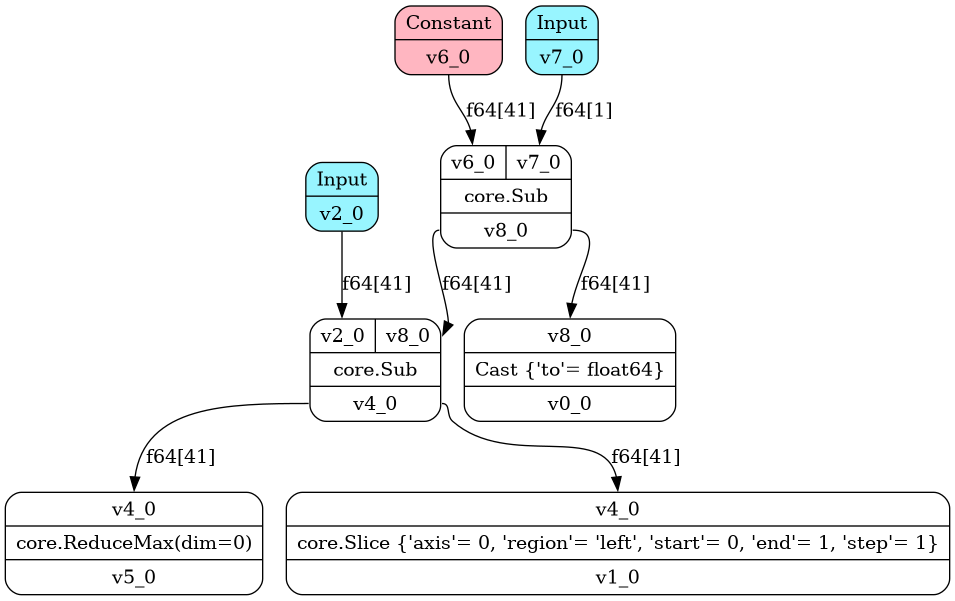 Constant
v6_0
Input
v7_0
f64[41]
f64[1]
v6_0
v7_0
core.Sub
v8_0
Input
v2_0
f64[41]
f64[41]
f64[41]
v2_0
v8_0
core.Sub
v4_0
v8_0
Cast {'to'= float64}
v0_0
f64[41]
f64[41]
v4_0
core.ReduceMax(dim=0)
v5_0
v4_0
core.Slice {'axis'= 0, 'region'= 'left', 'start'= 0, 'end'= 1, 'step'= 1}
v1_0